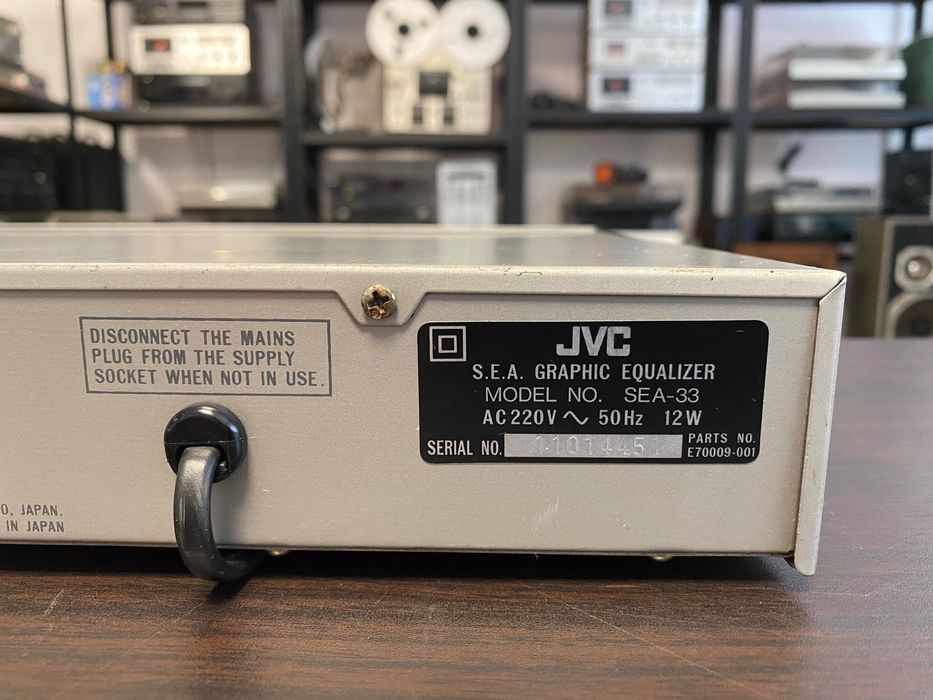 DISCONNECT THE MAINS
PLUG FROM THE SUPPLY
SOCKET WHEN NOT IN USE.
JVC
S.E.A. GRAPHIC EQUALIZER
MODEL NO. SEA-33
AC 220V ~ 50Hz 12W
SERIAL NO.
PARTS NO.
E70009-001
O, JAPAN.
IN JAPAN